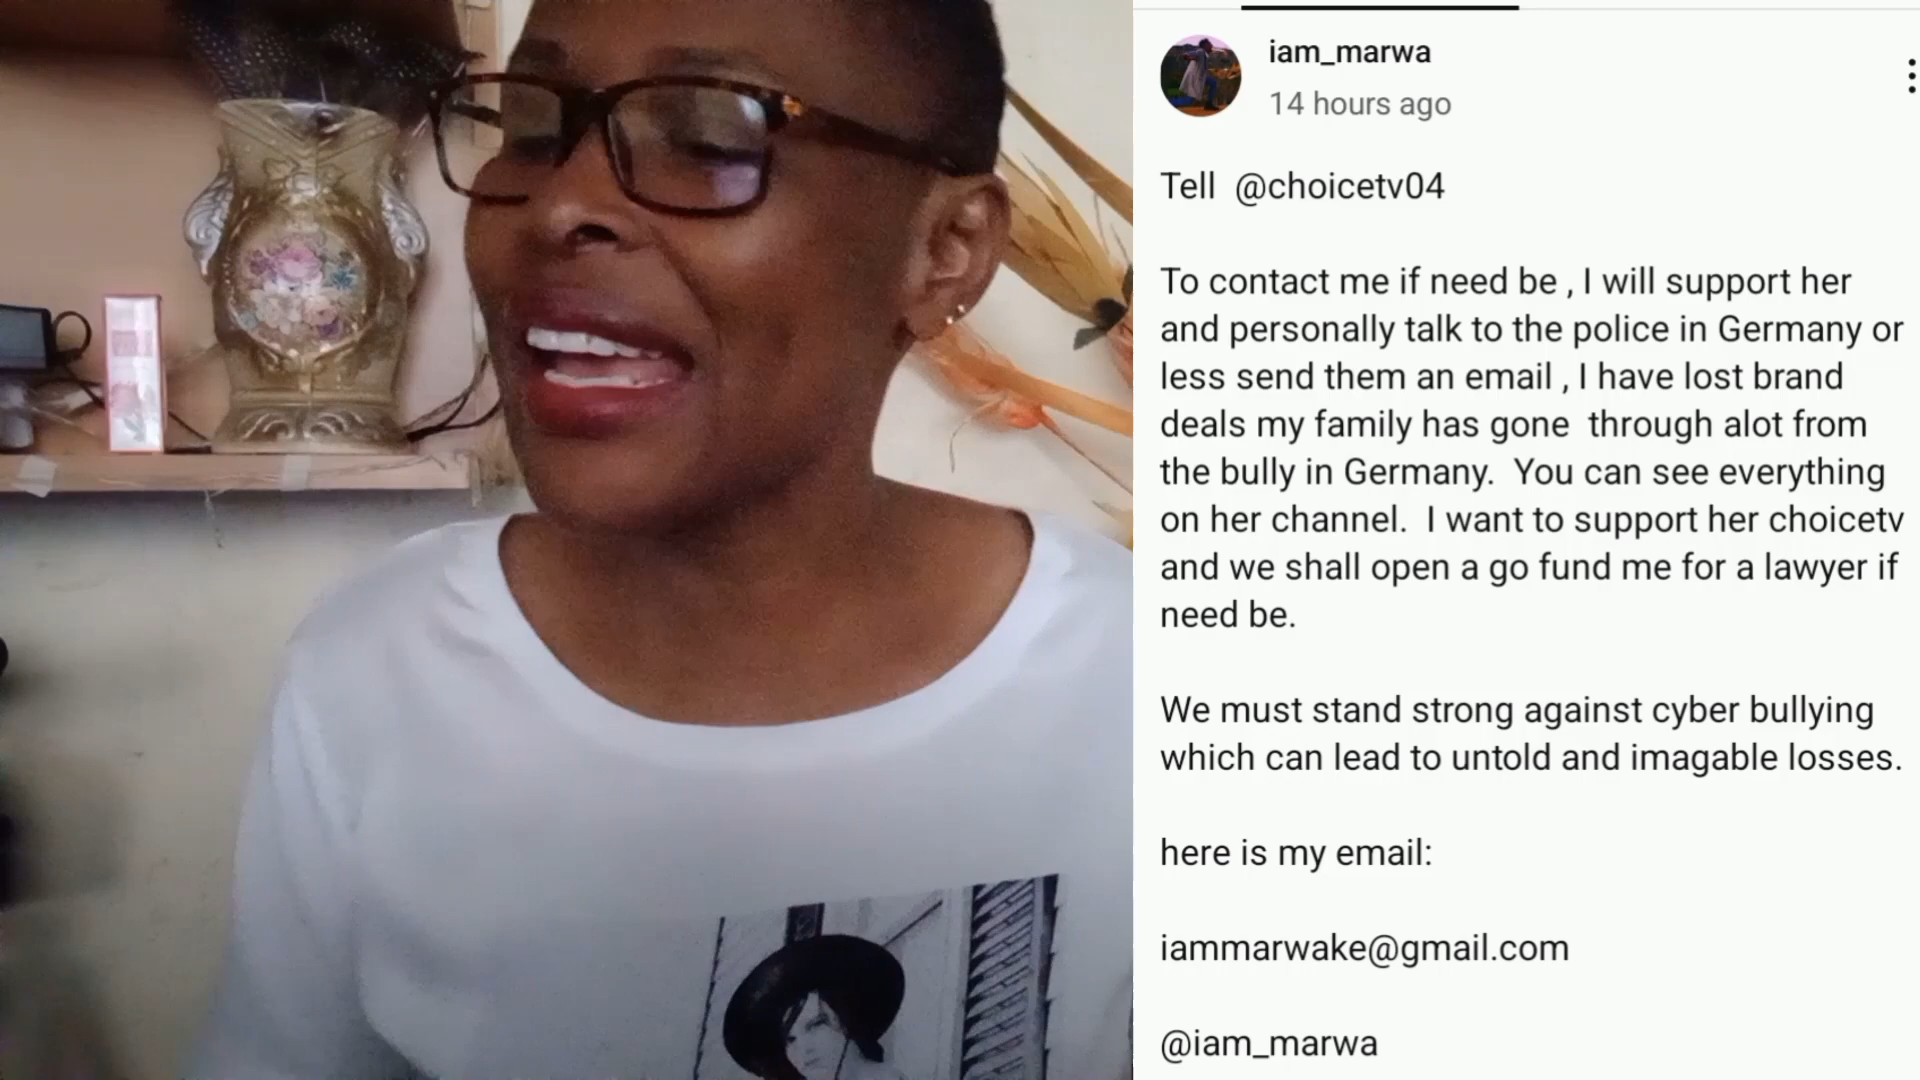 iam_marwa
14 hours ago
Tell @choicetv04
To contact me if need be , I will support her
and personally talk to the police in Germany or
less send them an email , I have lost brand
deals my family has gone through alot from
the bully in Germany. You can see everything
on her channel. I want to support her choicetv
and we shall open a go fund me for a lawyer if
need be.
We must stand strong against cyber bullying
which can lead to untold and imagable losses.
here is my email:
iammarwake@gmail.com
@iam_marwa